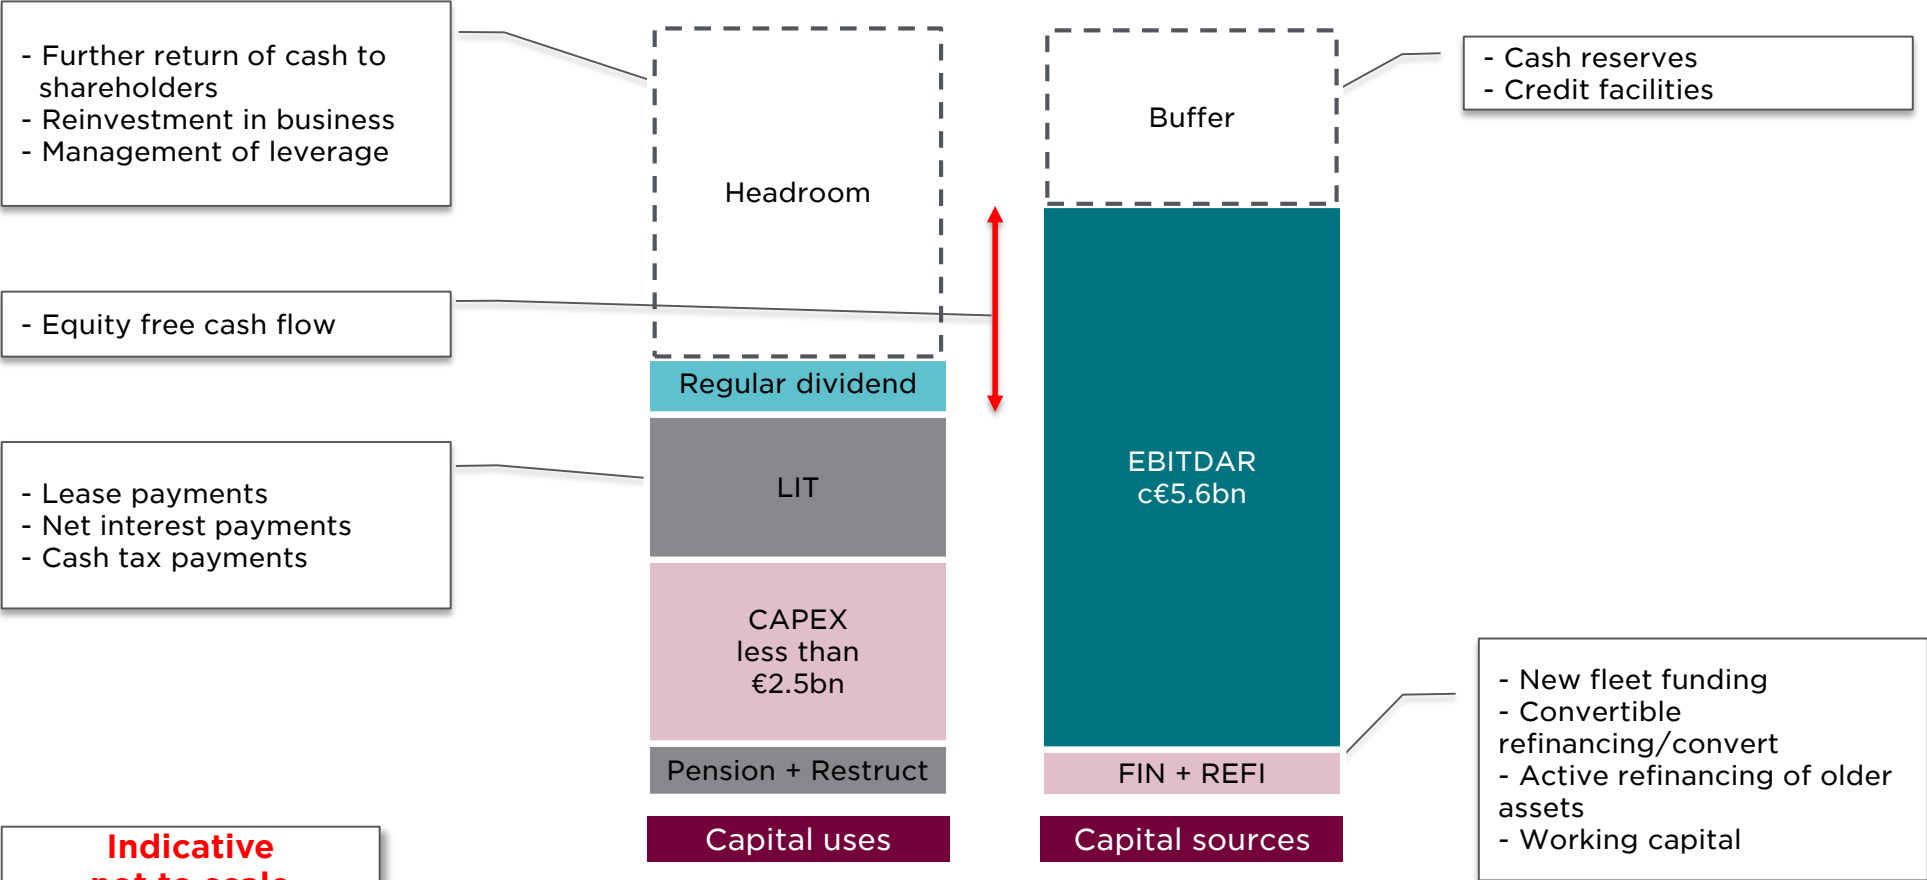 - Further return of cash to
shareholders
- Reinvestment in business
- Management of leverage
- Equity free cash flow
- Lease payments
- Net interest payments
- Cash tax payments
Indicative
not to scale
Headroom
Regular dividend
LIT
CAPEX
less than
€2.5bn
Pension + Restruct
Capital uses
Buffer
EBITDAR
c€5.6bn
FIN + REFI
Capital sources
- Cash reserves
- Credit facilities
- New fleet funding
- Convertible
refinancing/convert
- Active refinancing of older
assets
- Working capital